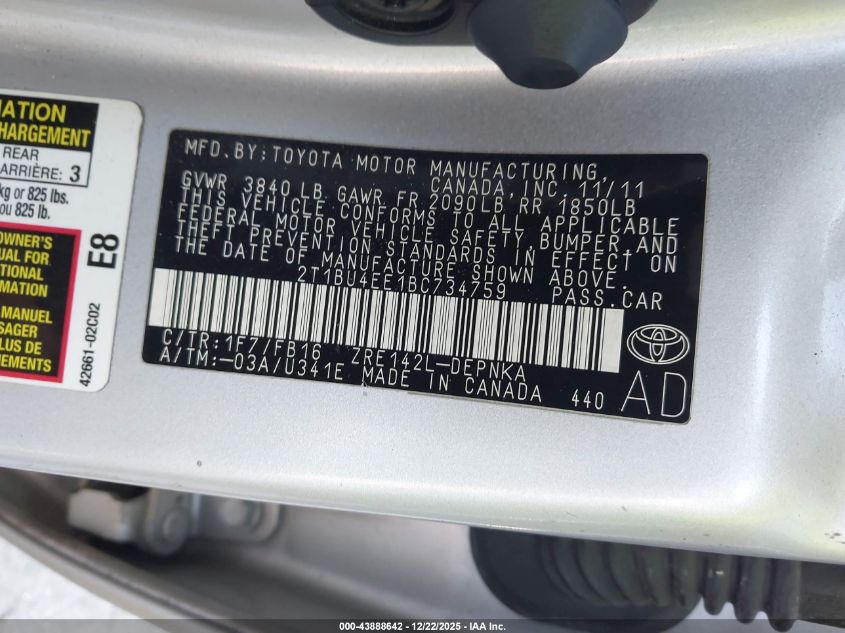 MATION
CHARGEMENT
REAR
ARRIÈRE: 3
kg or 825 lbs.
ou 825 lb.
OWNER'S
UAL FOR
TIONAL
RMATION
MANUEL
SAGER
PLUS DE
EMENTS
E8
42661-02C02
MFD. BY: TOYOTA MOTOR MANUFACTURING,
CANADA, INC. 11/11
GVWR 3840 LB GAWR FR 2090LB RR 1850LB
THIS VEHICLE CONFORMS TO ALL APPLICABLE
FEDERAL MOTOR VEHICLE SAFETY, BUMPER, AND
THEFT PREVENTION STANDARDS IN EFFECT ON
THE DATE OF MANUFACTURE SHOWN ABOVE.
2T1BU4EE1BC734759 PASS. CAR
C/TR: 1F7/FB16 ZRE142L-DEPNKA
A/TM:-03A/U341E MADE IN CANADA 440
AD
000-43888642 - 12/22/2025 - IAA Inc.